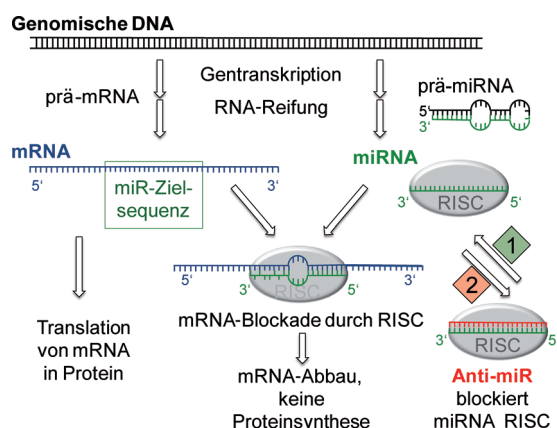 Genomische DNA
Gentranskription
prä-mRNA
RNA-Reifung
prä-miRNA
5'
3'
mRNA
miRNA
5'
3'
miR-Ziel-
sequenz
3'
5'
RISC
1
2
3'
5'
RISC
mRNA-Blockade durch RISC
Translation
von mRNA
in Protein
mRNA-Abbau,
keine
Proteinsynthese
3'
5
RISC
Anti-miR
blockiert
miRNA RISC